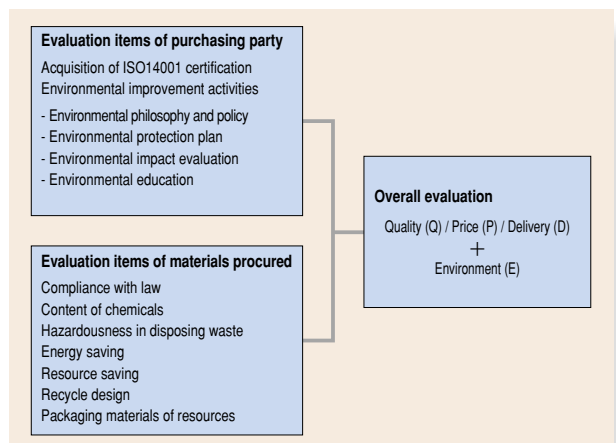 Evaluation items of purchasing party
Acquisition of ISO14001 certification
Environmental improvement activities
- Environmental philosophy and policy
- Environmental protection plan
- Environmental impact evaluation
- Environmental education
Evaluation items of materials procured
Compliance with law
Content of chemicals
Hazardousness in disposing waste
Energy saving
Resource saving
Recycle design
Packaging materials of resources
Overall evaluation
Quality (Q) / Price (P) / Delivery (D)
+
Environment (E)